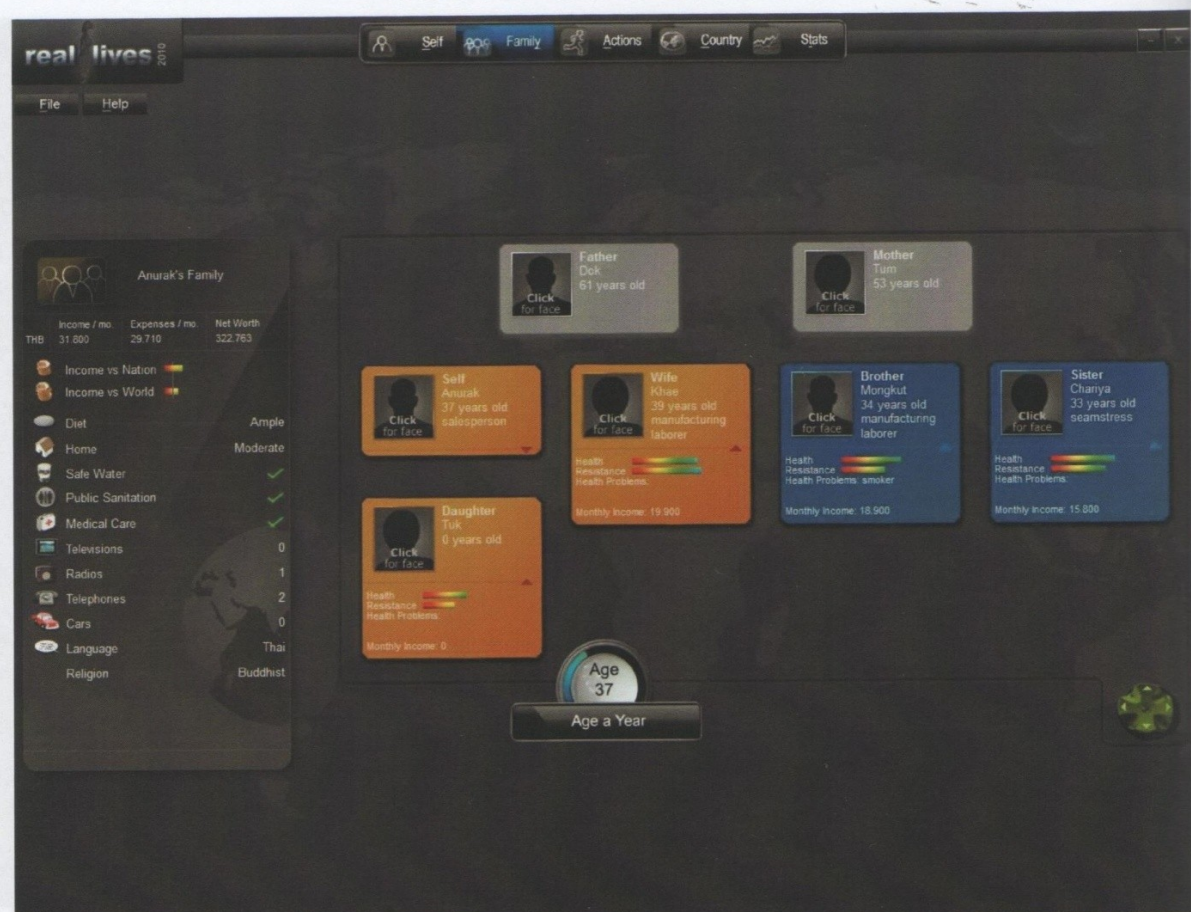 real lives 2010
Self Family Actions Country Stats
File Help
Anurak's Family
Income / mo. Expenses / mo. Net Worth
THB 31.800 29.710 322.763
Income vs Nation
Income vs World
Diet Ample
Home Moderate
Safe Water
Public Sanitation
Medical Care
Televisions 0
Radios 1
Telephones 2
Cars 0
Language Thai
Religion Buddhist
Father
Dok
61 years old
Click
for face
Mother
Tum
53 years old
Click
for face
Self
Anurak
37 years old
salesperson
Click
for face
Wife
Khae
39 years old
manufacturing
laborer
Click
for face
Health
Resistance
Health Problems:
Monthly Income: 19.900
Brother
Mongkut
34 years old
manufacturing
laborer
Click
for face
Health
Resistance
Health Problems: smoker
Monthly Income: 18.900
Sister
Chariya
33 years old
seamstress
Click
for face
Health
Resistance
Health Problems:
Monthly Income: 15.800
Daughter
Tuk
0 years old
Click
for face
Health
Resistance
Health Problems:
Monthly Income: 0
Age
37
Age a Year